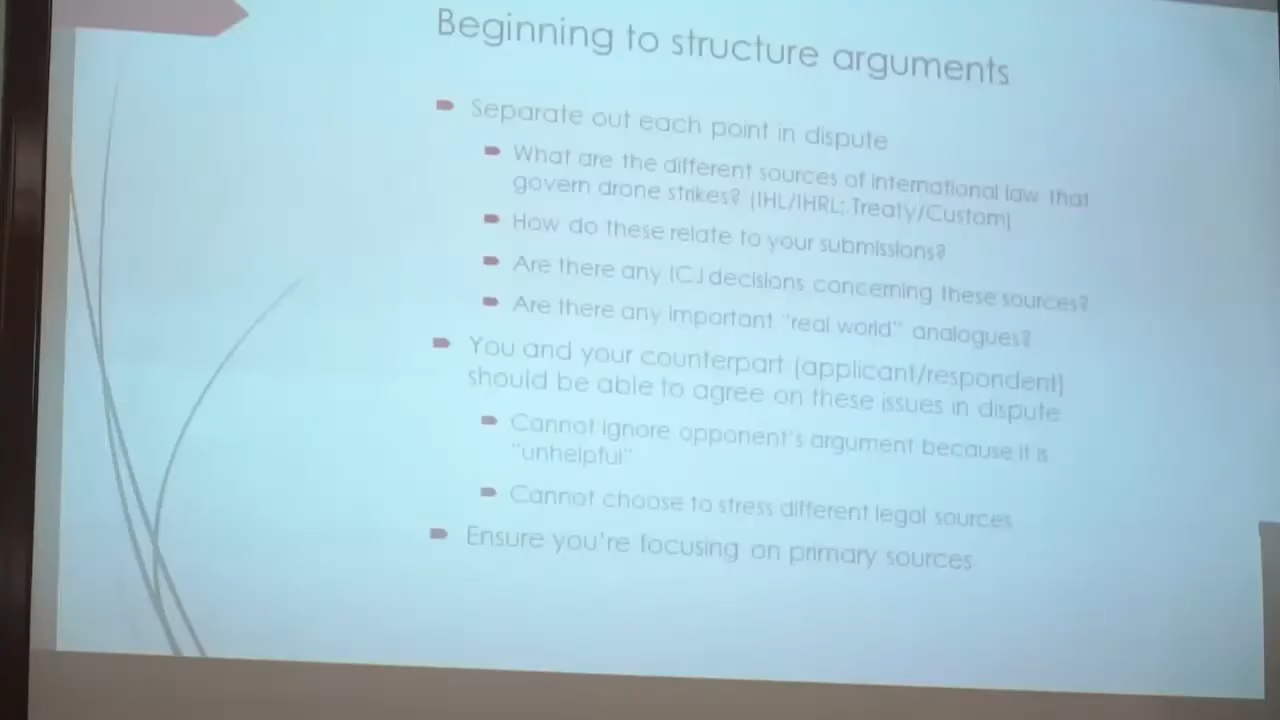 Beginning to structure arguments
Separate out each point in dispute
What are the different sources of international law that
govern drone strikes? (IHL/IHRL; Treaty/Custom)
How do these relate to your submissions?
Are there any ICJ decisions concerning these sources?
Are there any important "real world" analogues?
You and your counterpart (applicant/respondent)
should be able to agree on these issues in dispute
Cannot ignore opponent's argument because it is
"unhelpful"
Cannot choose to stress different legal sources
Ensure you're focusing on primary sources